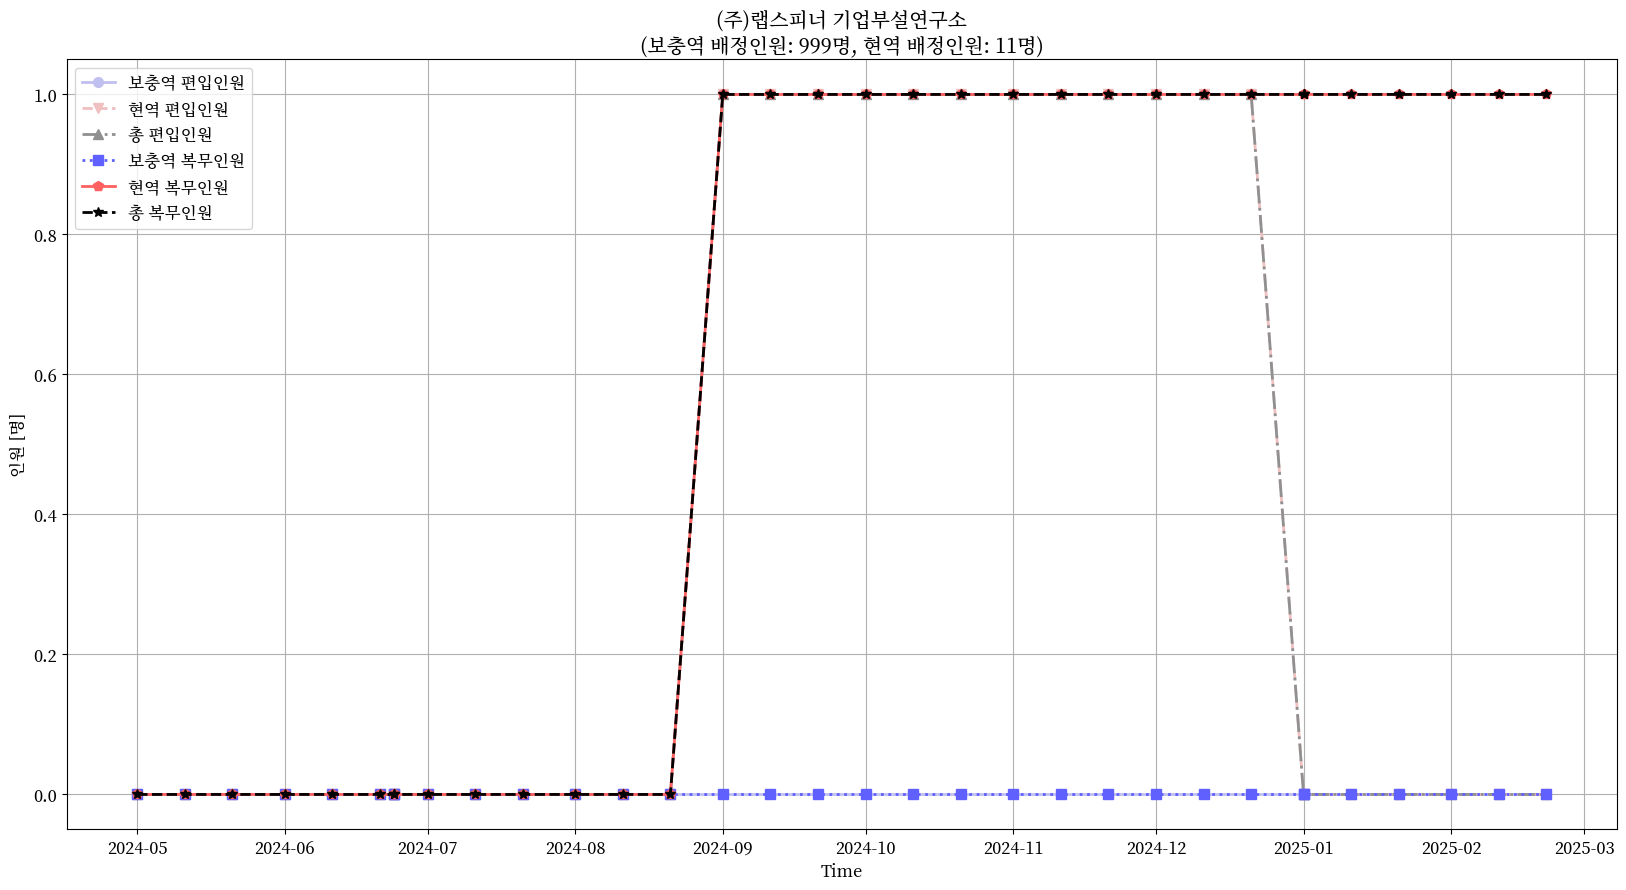 (주)랩스피너 기업부설연구소
(보충역 배정인원: 999명, 현역 배정인원: 11명)
보충역 편입인원
현역 편입인원
총 편입인원
보충역 복무인원
현역 복무인원
총 복무인원
1.0
0.8
0.6
0.4
0.2
0.0
인원 [명]
2024-05
2024-06
2024-07
2024-08
2024-09
2024-10
2024-11
2024-12
2025-01
2025-02
2025-03
Time